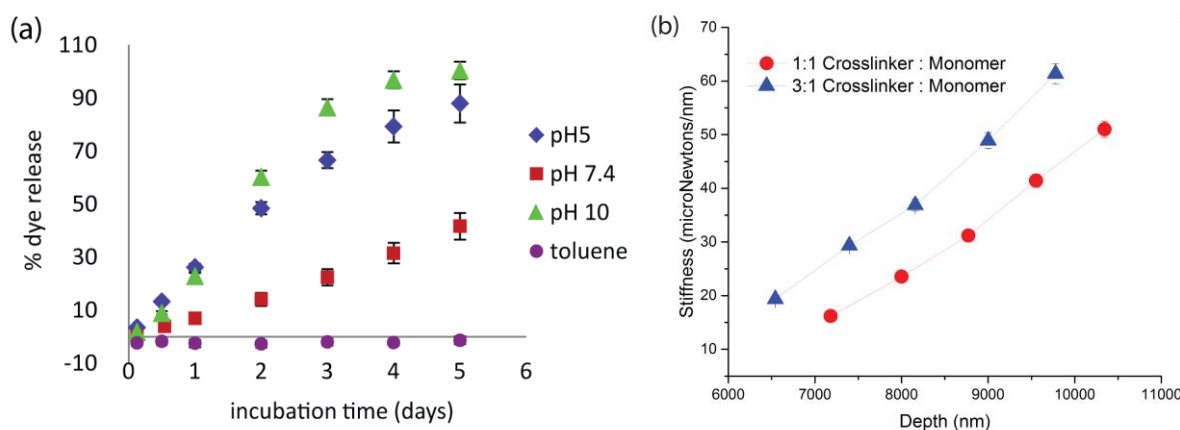 (a)
110
90
70
50
30
10
-10
% dye release
0 1 2 3 4 5 6
incubation time (days)
pH5
pH 7.4
pH 10
toluene
(b)
70
60
50
40
30
20
10
Stiffness (microNewtons/nm)
1:1 Crosslinker : Monomer
3:1 Crosslinker : Monomer
6000 7000 8000 9000 10000 11000
Depth (nm)